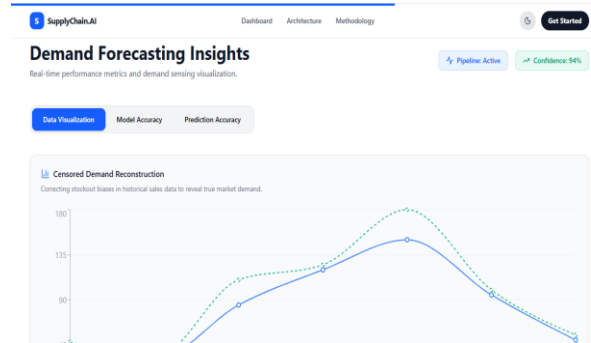 S SupplyChain.AI Dashboard Architecture Methodology Get Started
Demand Forecasting Insights
Real-time performance metrics and demand sensing visualization.
Pipeline: Active Confidence: 94%
Data Visualization Model Accuracy Prediction Accuracy
Censored Demand Reconstruction
Correcting stockout biases in historical sales data to reveal true market demand.
180
135
90